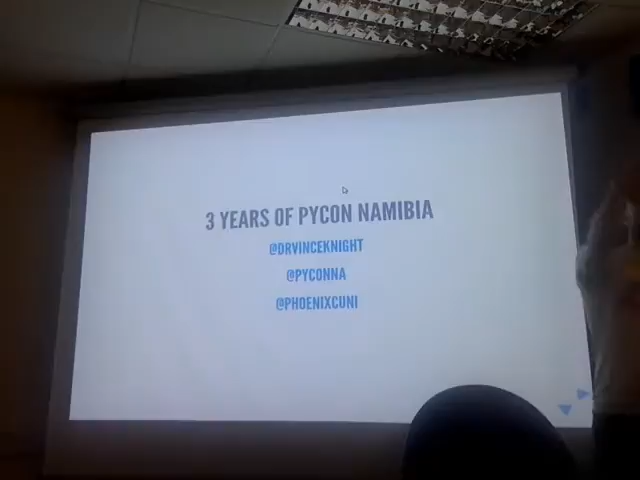 3 YEARS OF PYCON NAMIBIA
@DRVINCEKNIGHT
@PYCONNA
@PHOENIXCUNI